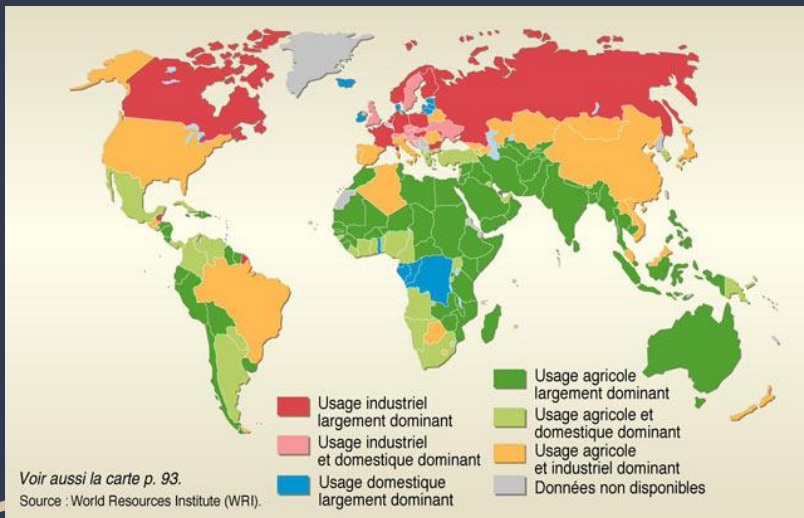 Usage industriel
largement dominant
Usage industriel
et domestique dominant
Usage domestique
largement dominant
Usage agricole
largement dominant
Usage agricole et
domestique dominant
Usage agricole
et industriel dominant
Données non disponibles
Voir aussi la carte p. 93.
Source : World Resources Institute (WRI).